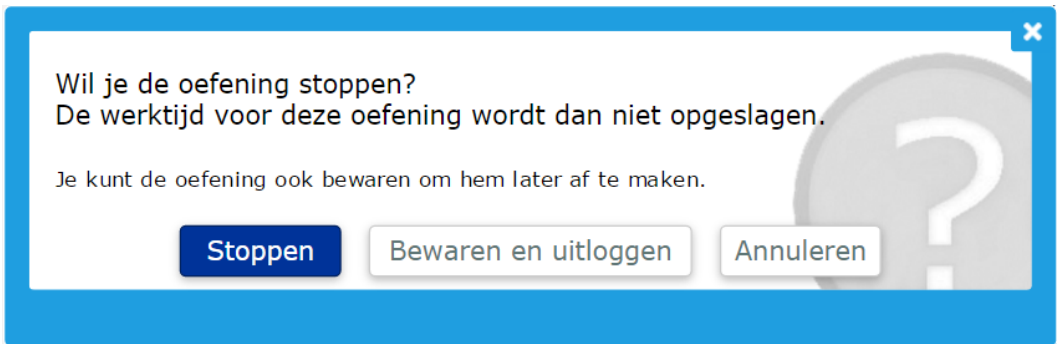 Wil je de oefening stoppen?
De werktijd voor deze oefening wordt dan niet opgeslagen.
Je kunt de oefening ook bewaren om hem later af te maken.
Stoppen Bewaren en uitloggen Annuleren